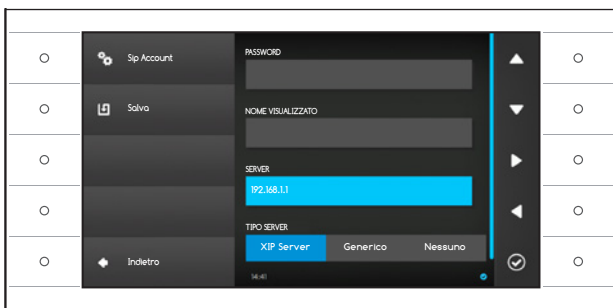 Sip Account
Salva
Indietro
PASSWORD
NOME VISUALIZZATO
SERVER
192.168.1.1
TIPO SERVER
XIP Server Generico Nessuno
14:41